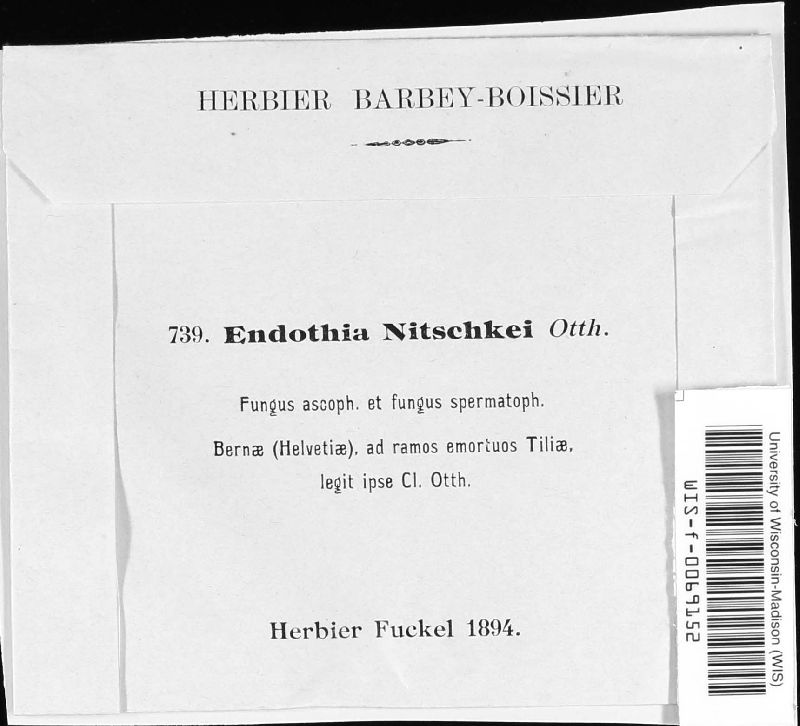 HERBIER BARBEY-BOISSIER
739. Endothia Nitschkei Otth.
Fungus ascoph. et fungus spermatoph.
Bernæ (Helvetiæ), ad ramos emortuos Tiliæ,
legit ipse Cl. Otth.
Herbier Fuckel 1894.
University of Wisconsin-Madison (WIS)
WIS-f-0069152